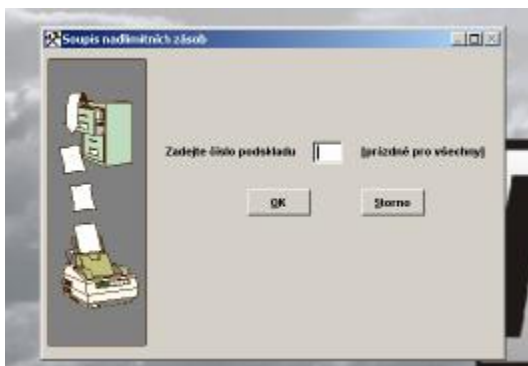 Soupis nadlimitních zásob
Zadejte číslo podskladu [prázdné pro všechny]
OK Storno